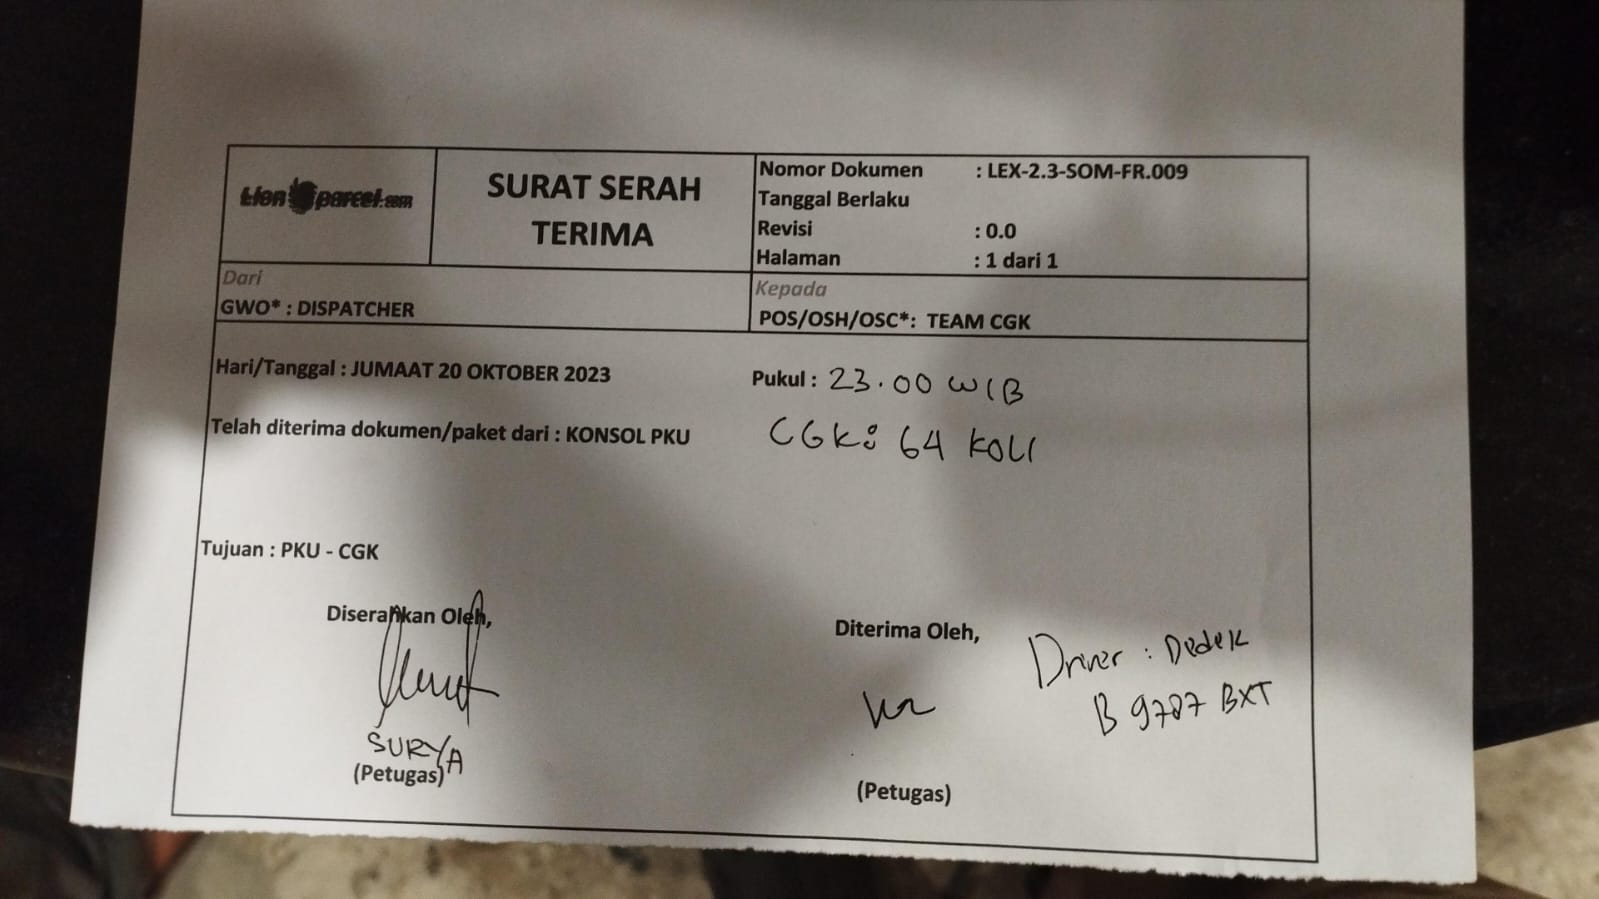 Lion parcel.com
SURAT SERAH
TERIMA
Nomor Dokumen : LEX-2.3-SOM-FR.009
Tanggal Berlaku
Revisi : 0.0
Halaman : 1 dari 1
Dari
GWO* : DISPATCHER
Kepada
POS/OSH/OSC*: TEAM CGK
Hari/Tanggal : JUMAAT 20 OKTOBER 2023
Pukul : 23.00 WIB
Telah diterima dokumen/paket dari : KONSOL PKU
CGK: 64 KOLI
Tujuan : PKU - CGK
Diserahkan Oleh,
SURYA
(Petugas)
Diterima Oleh,
Driver : Dedek
B 9787 BXT
(Petugas)